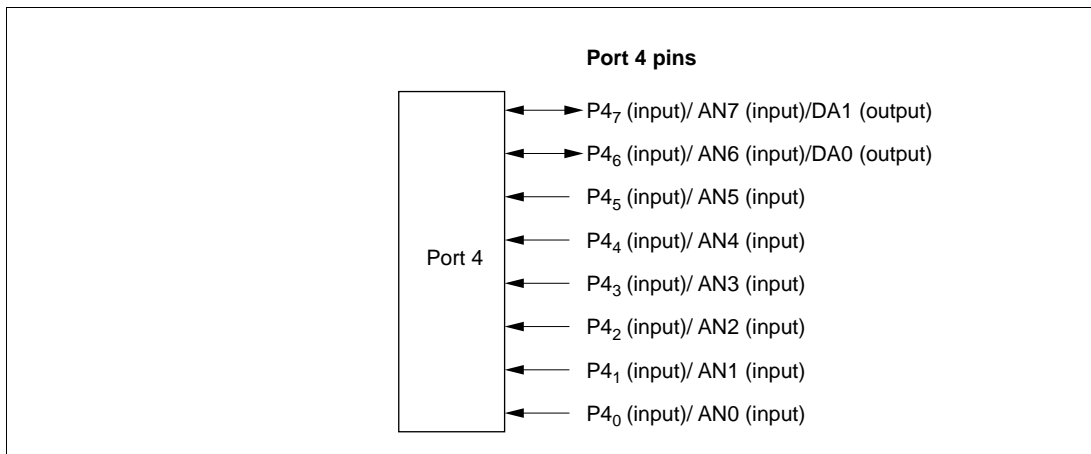 Port 4 pins
P4₇ (input)/ AN7 (input)/DA1 (output)
P4₆ (input)/ AN6 (input)/DA0 (output)
P4₅ (input)/ AN5 (input)
Port 4
P4₄ (input)/ AN4 (input)
P4₃ (input)/ AN3 (input)
P4₂ (input)/ AN2 (input)
P4₁ (input)/ AN1 (input)
P4₀ (input)/ AN0 (input)